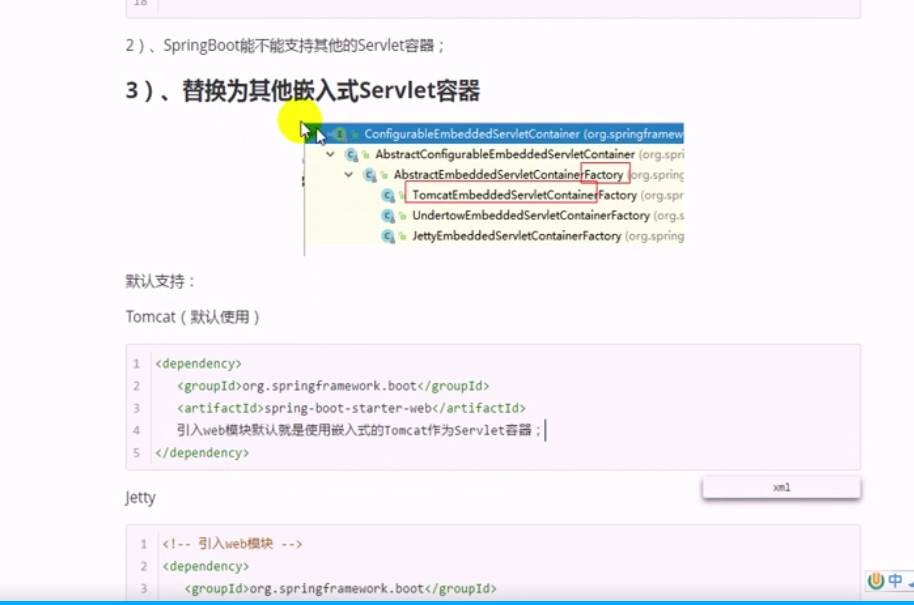 18
2）、SpringBoot能不能支持其他的Servlet容器；
3）、替换为其他嵌入式Servlet容器
ConfigurableEmbeddedServletContainer (org.springframew
AbstractConfigurableEmbeddedServletContainer (org.spri
AbstractEmbeddedServletContainerFactory (org.spring
TomcatEmbeddedServletContainerFactory (org.spr
UndertowEmbeddedServletContainerFactory (org.s
JettyEmbeddedServletContainerFactory (org.spring
默认支持：
Tomcat（默认使用）
1 <dependency>
2 <groupId>org.springframework.boot</groupId>
3 <artifactId>spring-boot-starter-web</artifactId>
4 引入web模块默认就是使用嵌入式的Tomcat作为Servlet容器；
5 </dependency>
xml
Jetty
1 <!-- 引入web模块 -->
2 <dependency>
3 <groupId>org.springframework.boot</groupId>
中